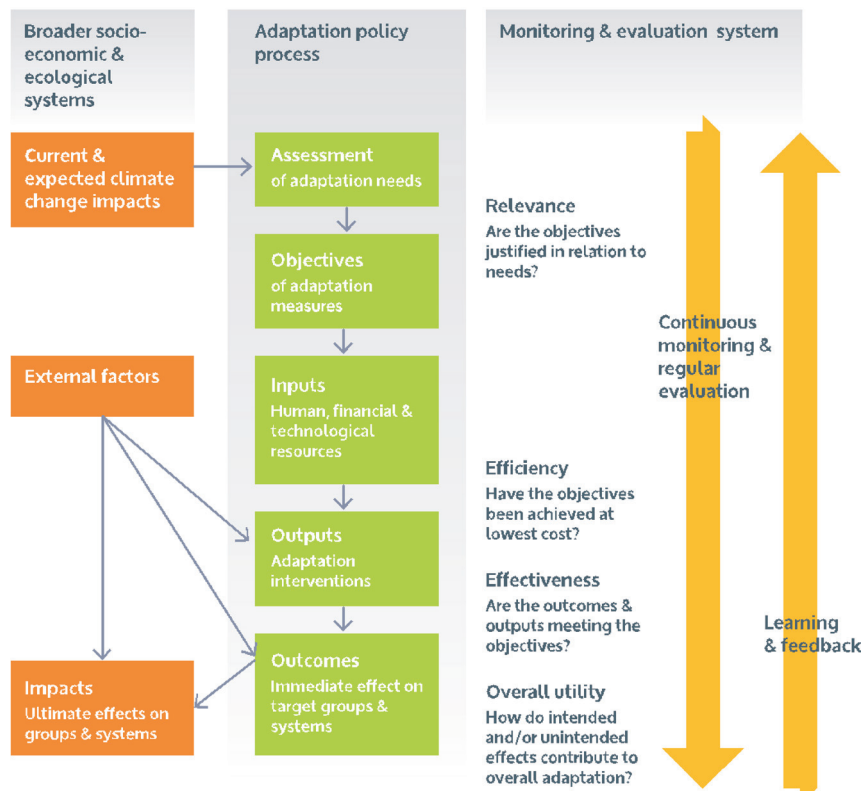 Broader socio-
economic &
ecological
systems
Adaptation policy
process
Monitoring & evaluation system
Current &
expected climate
change impacts
Assessment
of adaptation needs
Relevance
Are the objectives
justified in relation to
needs?
Objectives
of adaptation
measures
Continuous
monitoring &
regular
evaluation
External factors
Inputs
Human, financial &
technological
resources
Efficiency
Have the objectives
been achieved at
lowest cost?
Outputs
Adaptation
interventions
Effectiveness
Are the outcomes &
outputs meeting the
objectives?
Learning
& feedback
Impacts
Ultimate effects on
groups & systems
Outcomes
Immediate effect on
target groups &
systems
Overall utility
How do intended
and/or unintended
effects contribute to
overall adaptation?